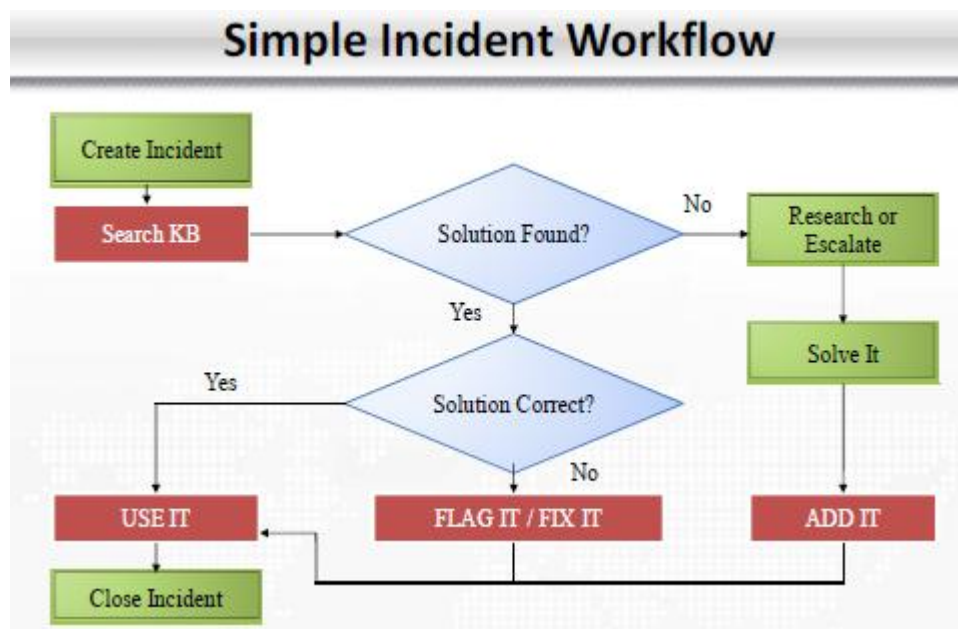 Simple Incident Workflow
Create Incident
Search KB
Solution Found?
No
Research or
Escalate
Yes
Solve It
Solution Correct?
Yes
No
USE IT
FLAG IT / FIX IT
ADD IT
Close Incident